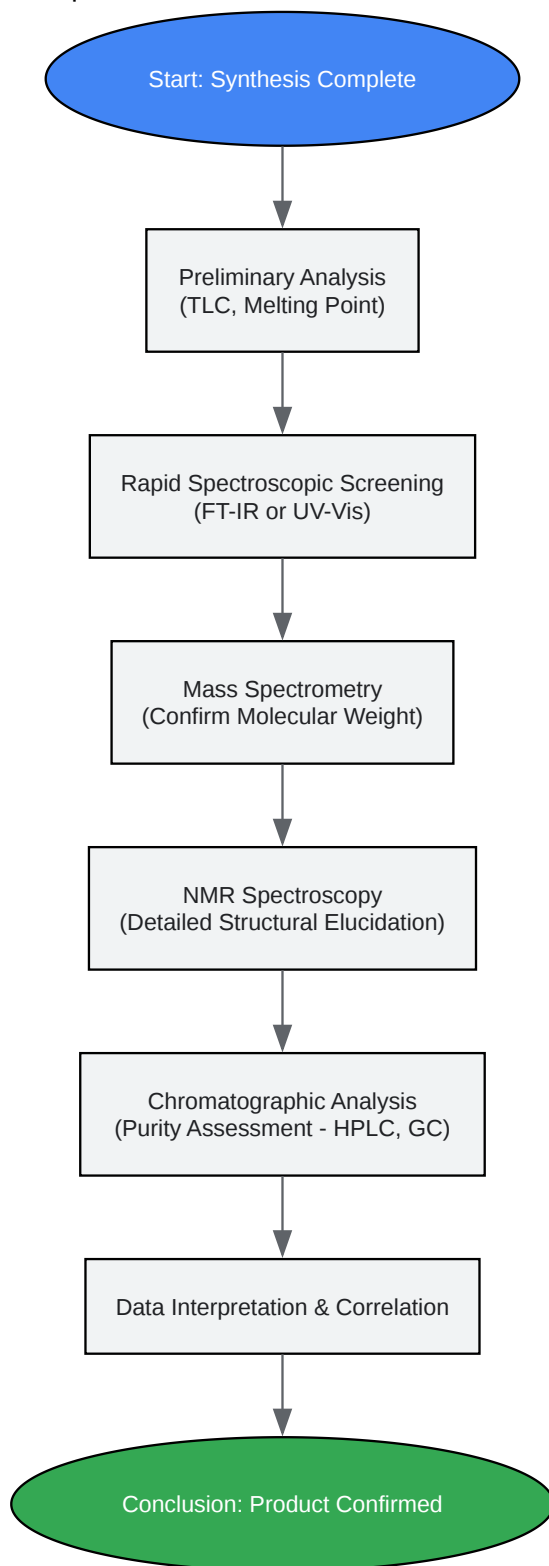 Start: Synthesis Complete
Preliminary Analysis
(TLC, Melting Point)
Rapid Spectroscopic Screening
(FT-IR or UV-Vis)
Mass Spectrometry
(Confirm Molecular Weight)
NMR Spectroscopy
(Detailed Structural Elucidation)
Chromatographic Analysis
(Purity Assessment - HPLC, GC)
Data Interpretation & Correlation
Conclusion: Product Confirmed